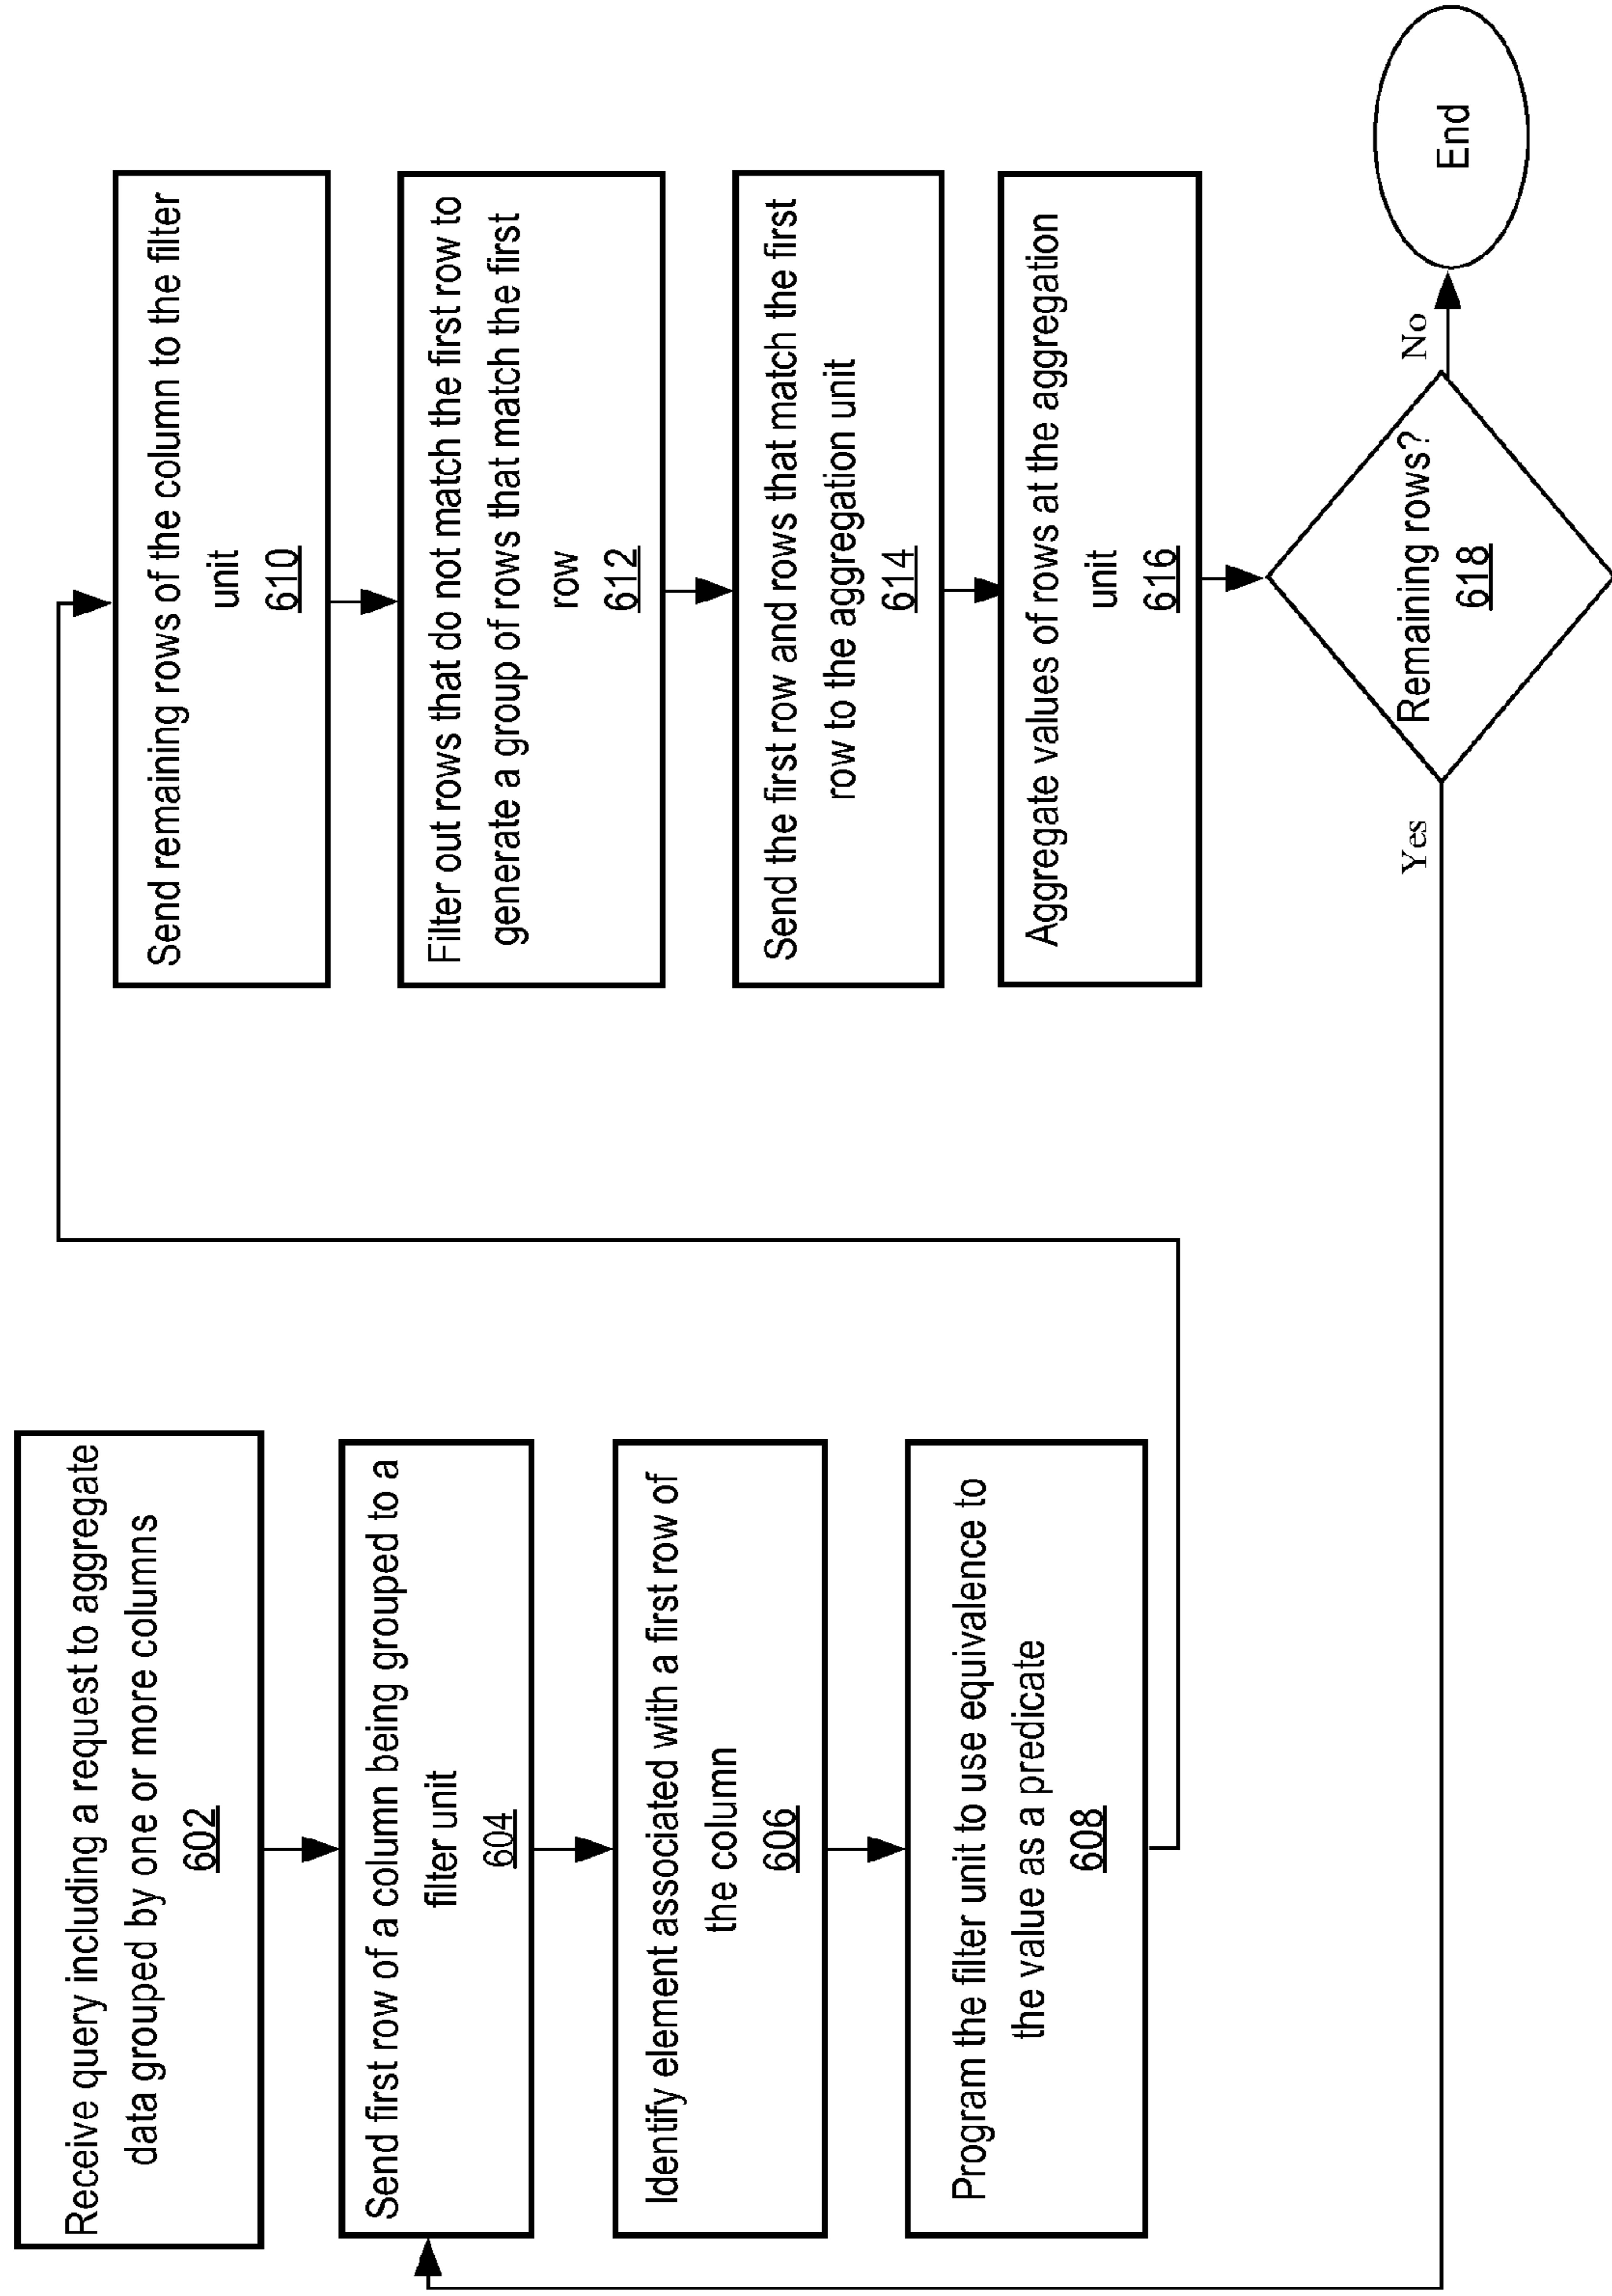 Receive query including a request to aggregate
data grouped by one or more columns
602
Send first row of a column being grouped to a
filter unit
604
Identify element associated with a first row of
the column
606
Program the filter unit to use equivalence to
the value as a predicate
608
Send remaining rows of the column to the filter
unit
610
Filter out rows that do not match the first row to
generate a group of rows that match the first
row
612
Send the first row and rows that match the first
row to the aggregation unit
614
Aggregate values of rows at the aggregation
unit
616
Remaining rows?
618
Yes
No
End